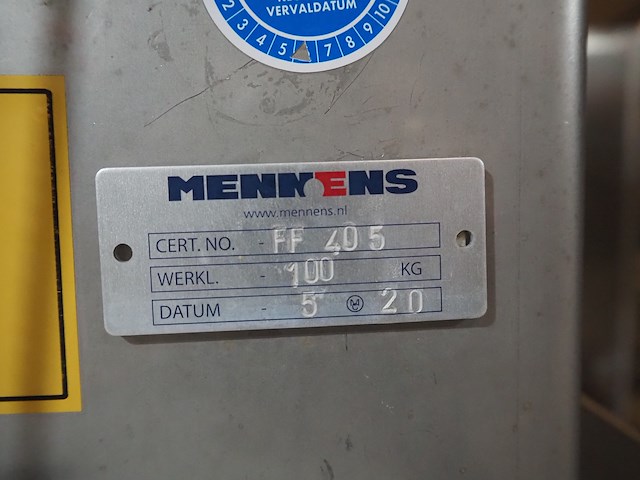 VERVALDATUM
2 3 4 5 7 8 9 10
MENNENS
www.mennens.nl
CERT. NO. - FF 405
WERKL. - 100 KG
DATUM - 5 20